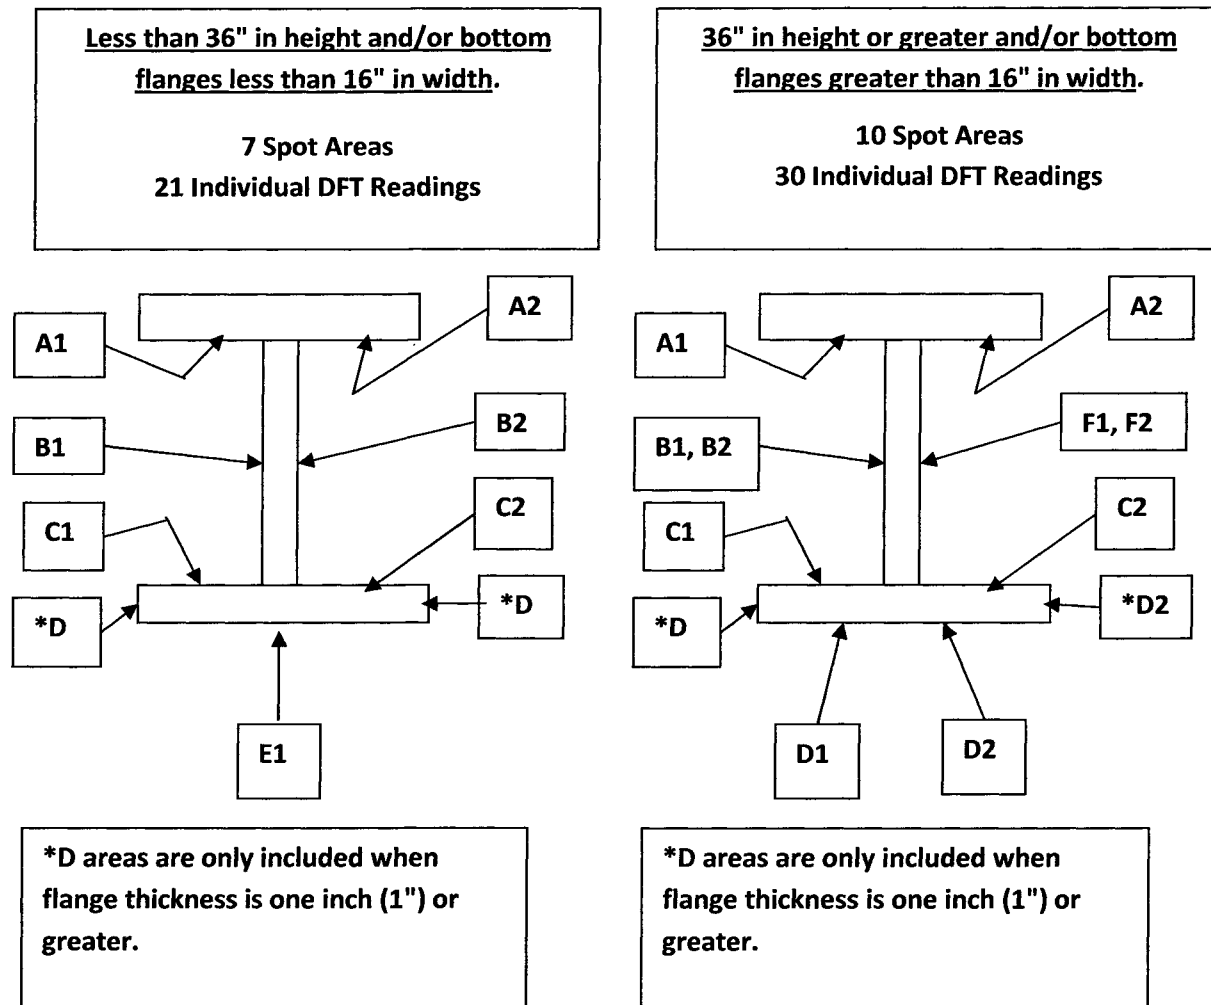 Less than 36" in height and/or bottom
flanges less than 16" in width.
7 Spot Areas
21 Individual DFT Readings
36" in height or greater and/or bottom
flanges greater than 16" in width.
10 Spot Areas
30 Individual DFT Readings
A1
A2
B1
B2
C1
C2
*D
*D
E1
A1
A2
B1, B2
F1, F2
C1
C2
*D
*D2
D1
D2
*D areas are only included when
flange thickness is one inch (1") or
greater.
*D areas are only included when
flange thickness is one inch (1") or
greater.